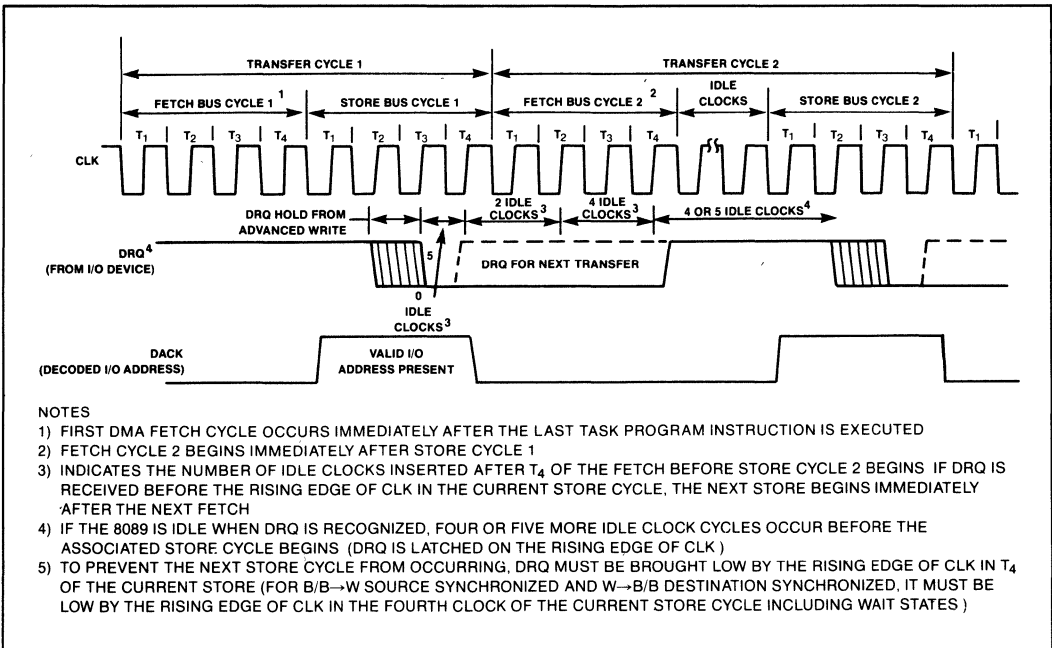 TRANSFER CYCLE 1
TRANSFER CYCLE 2
FETCH BUS CYCLE 1 1
STORE BUS CYCLE 1
FETCH BUS CYCLE 2 2
IDLE
CLOCKS
STORE BUS CYCLE 2
T1 T2 T3 T4 T1 T2 T3 T4 T1 T2 T3 T4 T1 T2 T3 T4 T1
CLK
DRQ HOLD FROM
ADVANCED WRITE
2 IDLE
CLOCKS3
4 IDLE
CLOCKS3
4 OR 5 IDLE CLOCKS4
DRQ4
(FROM I/O DEVICE)
5
DRQ FOR NEXT TRANSFER
0
IDLE
CLOCKS3
DACK
(DECODED I/O ADDRESS)
VALID I/O
ADDRESS PRESENT
NOTES
1) FIRST DMA FETCH CYCLE OCCURS IMMEDIATELY AFTER THE LAST TASK PROGRAM INSTRUCTION IS EXECUTED
2) FETCH CYCLE 2 BEGINS IMMEDIATELY AFTER STORE CYCLE 1
3) INDICATES THE NUMBER OF IDLE CLOCKS INSERTED AFTER T4 OF THE FETCH BEFORE STORE CYCLE 2 BEGINS IF DRQ IS
RECEIVED BEFORE THE RISING EDGE OF CLK IN THE CURRENT STORE CYCLE, THE NEXT STORE BEGINS IMMEDIATELY
AFTER THE NEXT FETCH
4) IF THE 8089 IS IDLE WHEN DRQ IS RECOGNIZED, FOUR OR FIVE MORE IDLE CLOCK CYCLES OCCUR BEFORE THE
ASSOCIATED STORE CYCLE BEGINS (DRQ IS LATCHED ON THE RISING EDGE OF CLK)
5) TO PREVENT THE NEXT STORE CYCLE FROM OCCURRING, DRQ MUST BE BROUGHT LOW BY THE RISING EDGE OF CLK IN T4
OF THE CURRENT STORE (FOR B/B→W SOURCE SYNCHRONIZED AND W→B/B DESTINATION SYNCHRONIZED, IT MUST BE
LOW BY THE RISING EDGE OF CLK IN THE FOURTH CLOCK OF THE CURRENT STORE CYCLE INCLUDING WAIT STATES)